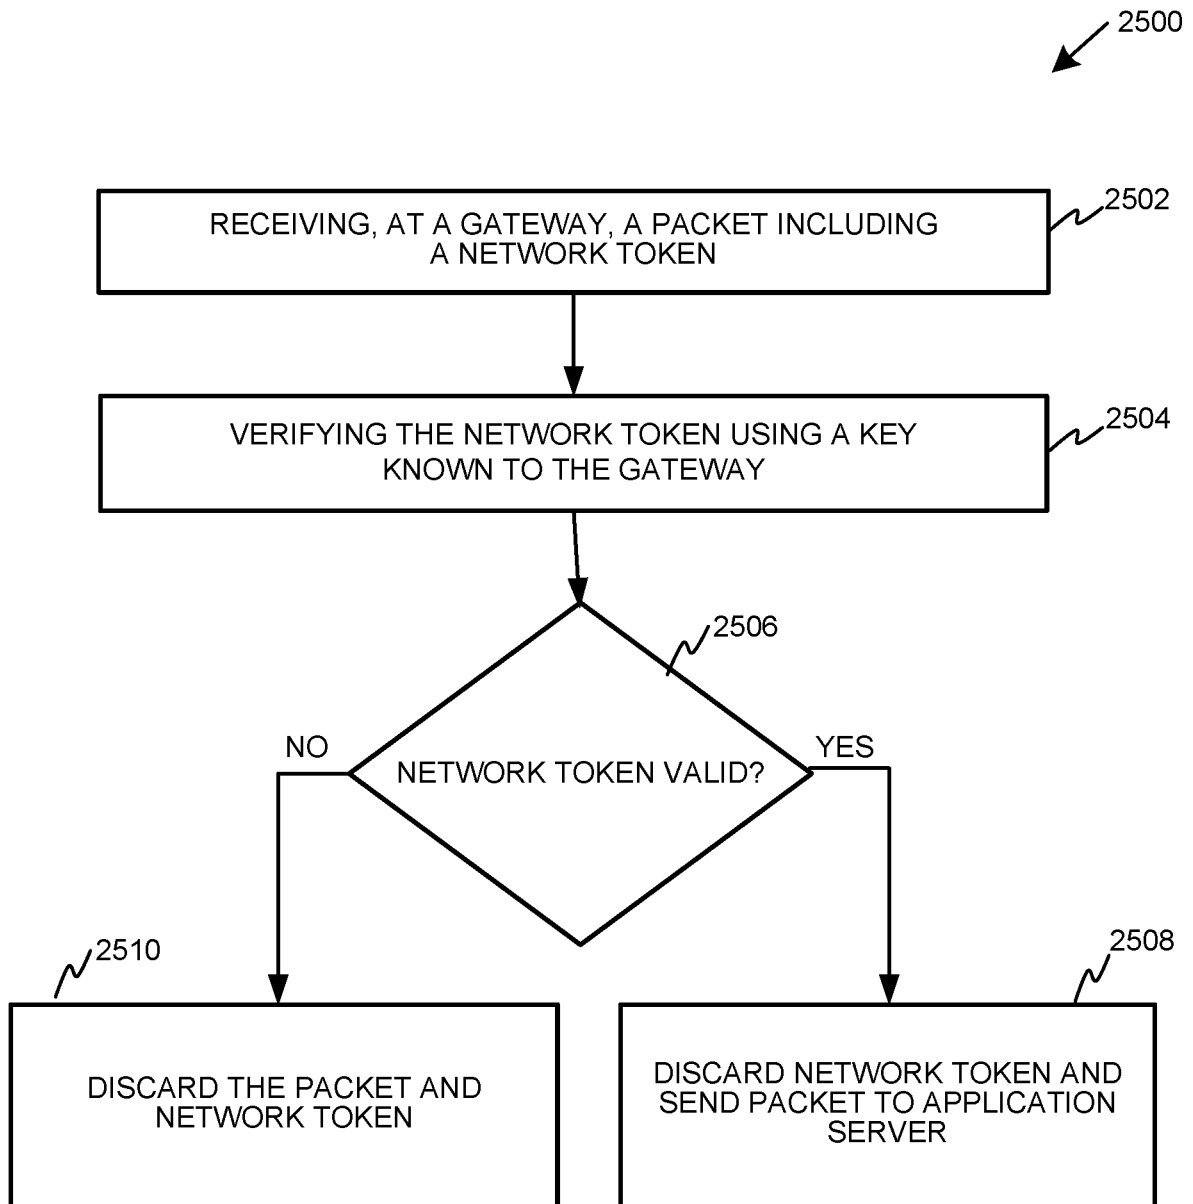 2500
RECEIVING, AT A GATEWAY, A PACKET INCLUDING
A NETWORK TOKEN
2502
VERIFYING THE NETWORK TOKEN USING A KEY
KNOWN TO THE GATEWAY
2504
2506
NO
NETWORK TOKEN VALID?
YES
2510
DISCARD THE PACKET AND
NETWORK TOKEN
2508
DISCARD NETWORK TOKEN AND
SEND PACKET TO APPLICATION
SERVER